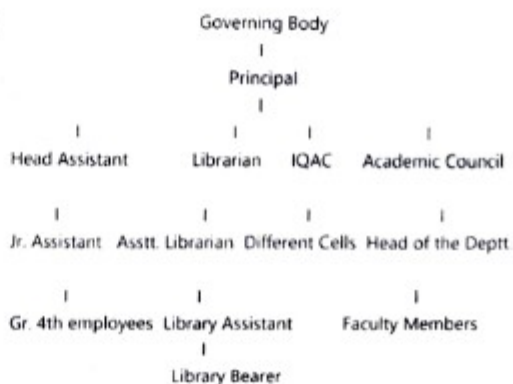 Governing Body
Principal
Head Assistant Librarian IQAC Academic Council
Jr. Assistant Asstt. Librarian Different Cells Head of the Deptt
Gr. 4th employees Library Assistant Faculty Members
Library Bearer